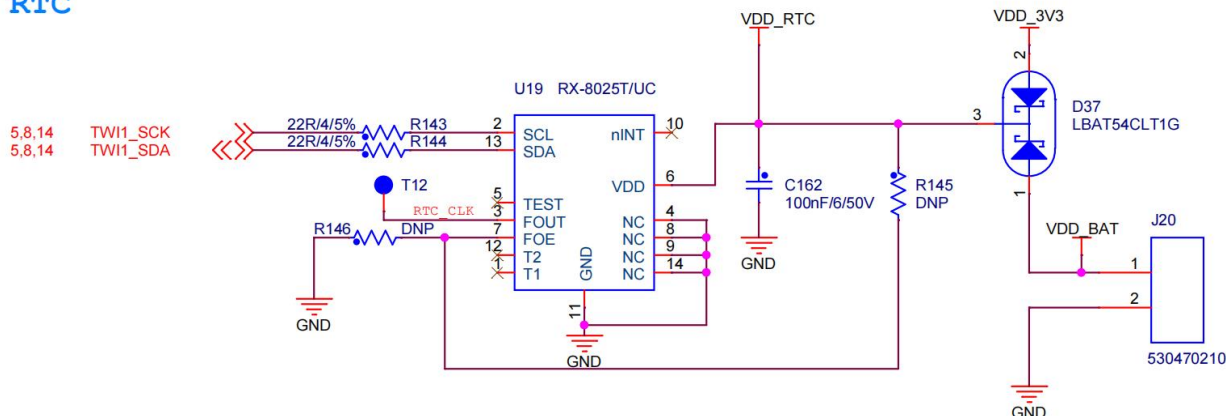 RTC
VDD_RTC
VDD_3V3
U19 RX-8025T/UC
2
5,8,14 TWI1_SCK
22R/4/5% R143
2 SCL
nINT 10
3
D37
LBAT54CLT1G
5,8,14 TWI1_SDA
22R/4/5% R144
13 SDA
T12
VDD 6
C162
100nF/6/50V
R145
DNP
1
5 TEST
RTC_CLK
3 FOUT
NC 4
R146 DNP
7 FOE
NC 8
12 T2
NC 9
1 T1
NC 14
GND
11
GND
GND
GND
VDD_BAT
J20
1
2
530470210
GND